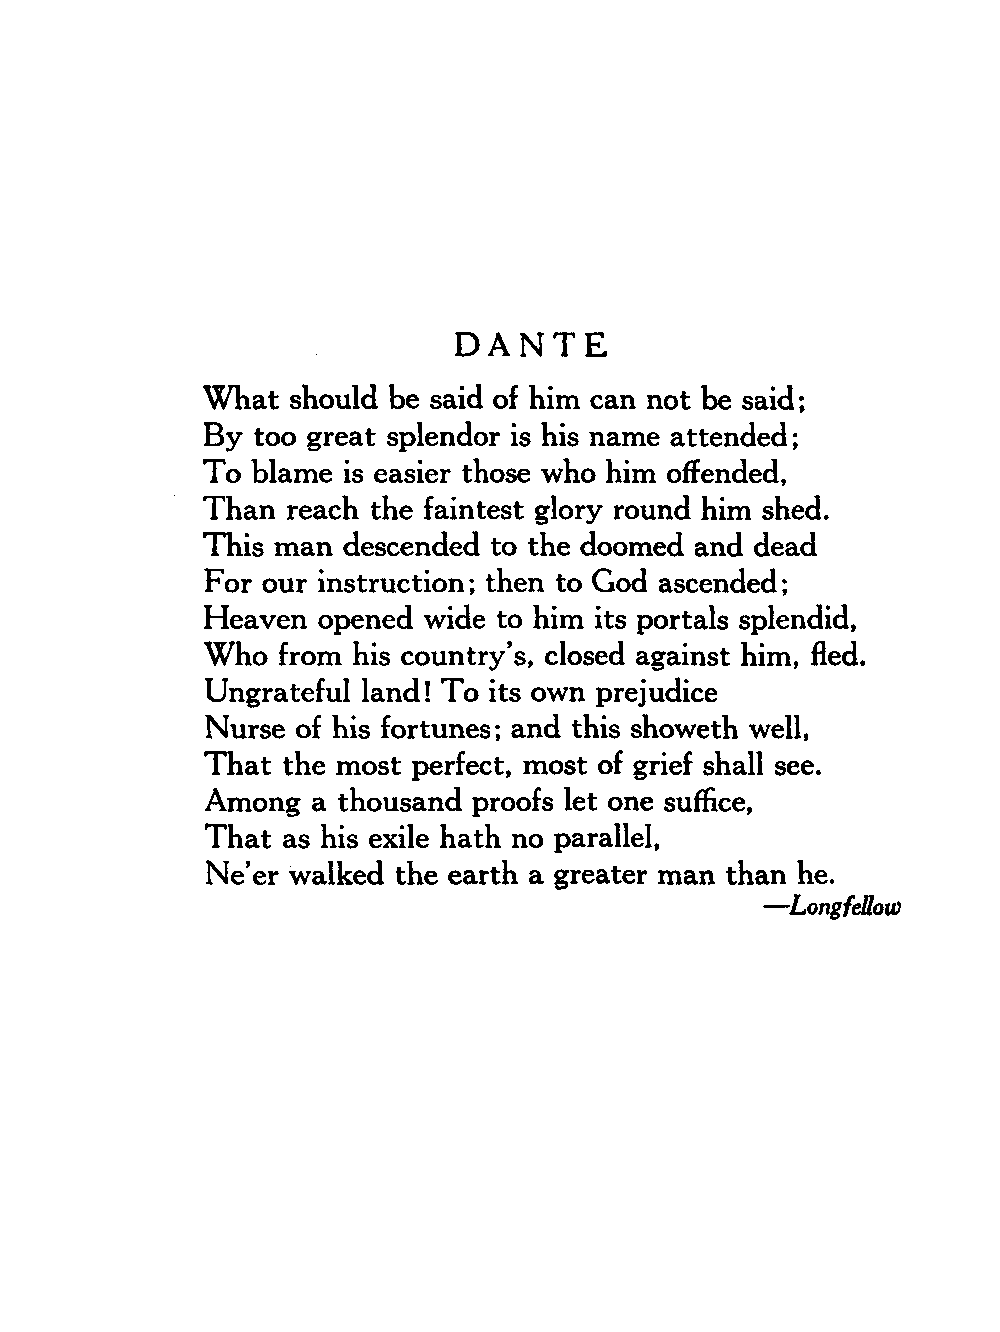 DANTE
What should be said of him can not be said;
By too great splendor is his name attended;
To blame is easier those who him offended,
Than reach the faintest glory round him shed.
This man descended to the doomed and dead
For our instruction; then to God ascended;
Heaven opened wide to him its portals splendid,
Who from his country's, closed against him, fled.
Ungrateful land! To its own prejudice
Nurse of his fortunes; and this showeth well,
That the most perfect, most of grief shall see.
Among a thousand proofs let one suffice,
That as his exile hath no parallel,
Ne'er walked the earth a greater man than he.
—Longfellow